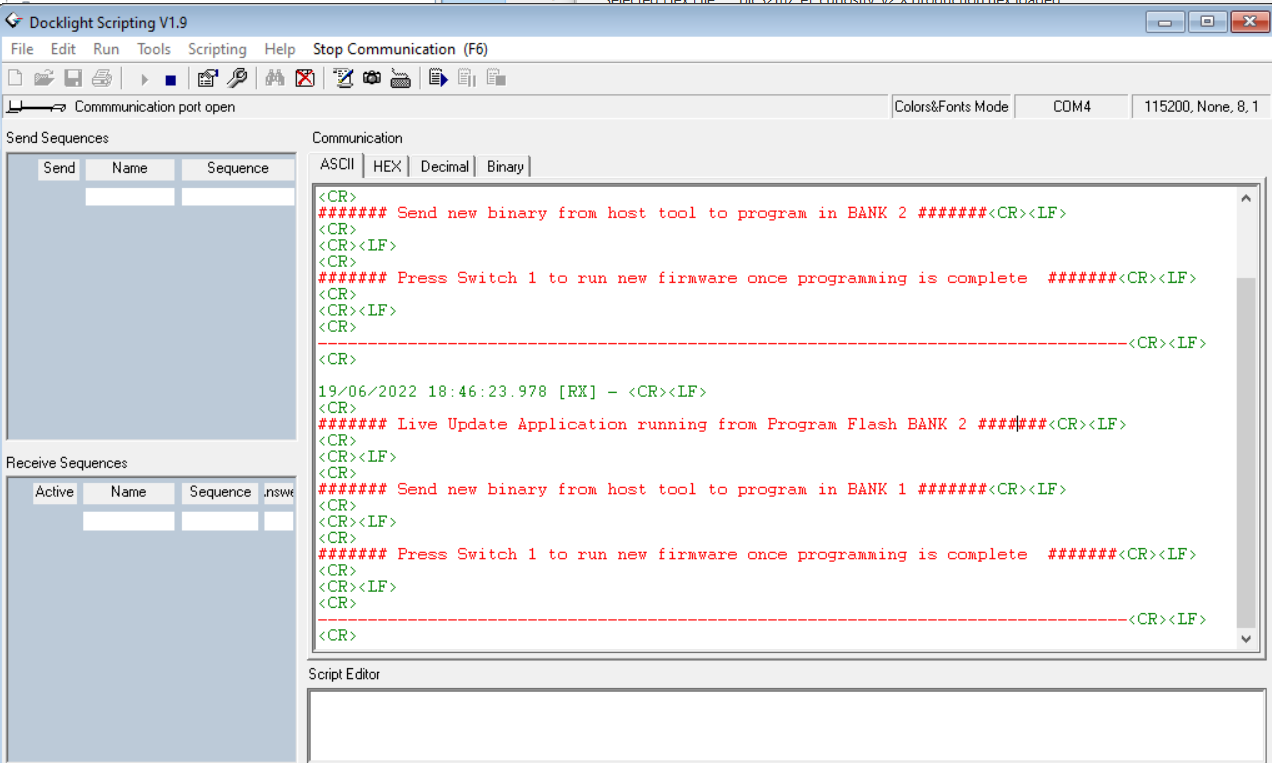 Docklight Scripting V1.9
File Edit Run Tools Scripting Help Stop Communication (F6)
Commmunication port open
Colors&Fonts Mode
COM4
115200, None, 8, 1
Send Sequences
Send Name Sequence
Receive Sequences
Active Name Sequence .nswe
Communication
ASCII HEX Decimal Binary
<CR>
####### Send new binary from host tool to program in BANK 2 #######<CR><LF>
<CR>
<CR><LF>
<CR>
####### Press Switch 1 to run new firmware once programming is complete  #######<CR><LF>
<CR>
<CR><LF>
<CR>
---------------------------------------------------------------------------------<CR><LF>
<CR>
19/06/2022 18:46:23.978 [RX] - <CR><LF>
<CR>
####### Live Update Application running from Program Flash BANK 2 #######<CR><LF>
<CR>
<CR><LF>
<CR>
####### Send new binary from host tool to program in BANK 1 #######<CR><LF>
<CR>
<CR><LF>
<CR>
####### Press Switch 1 to run new firmware once programming is complete  #######<CR><LF>
<CR>
<CR><LF>
<CR>
---------------------------------------------------------------------------------<CR><LF>
<CR>
Script Editor